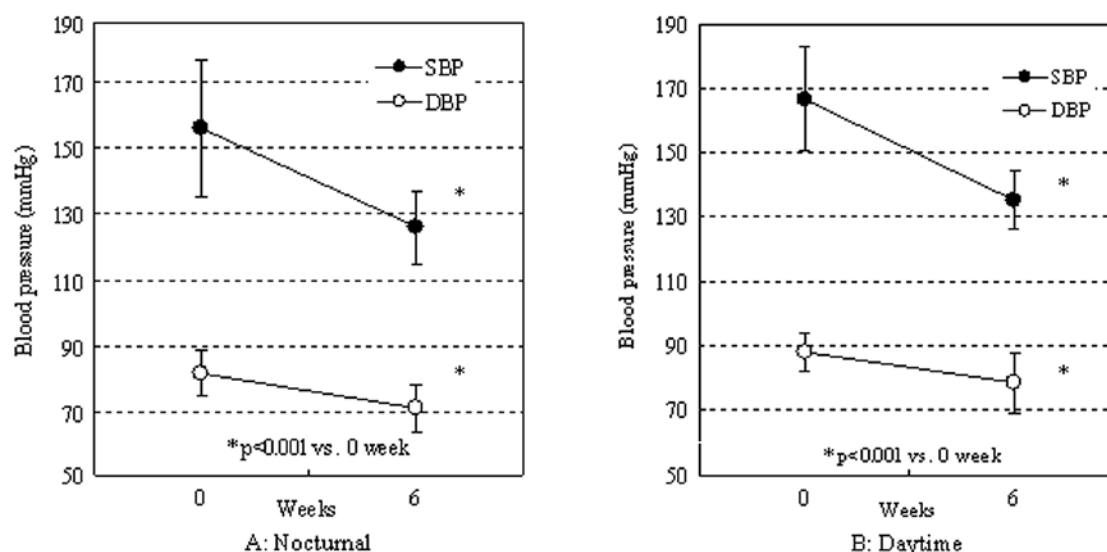 190
170
150
130
110
90
70
50
Blood pressure (mmHg)
SBP
DBP
*
*
*p<0.001 vs. 0 week
0
6
Weeks
A: Nocturnal
190
170
150
130
110
90
70
50
Blood pressure (mmHg)
SBP
DBP
*
*
*p<0.001 vs. 0 week
0
6
Weeks
B: Daytime